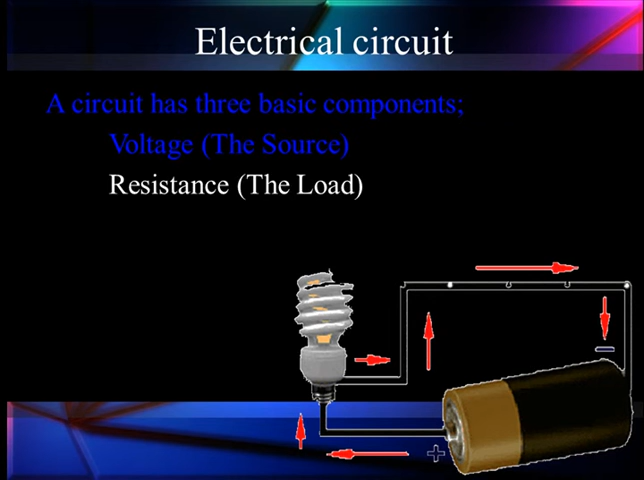 Electrical circuit
A circuit has three basic components;
Voltage (The Source)
Resistance (The Load)
−
+